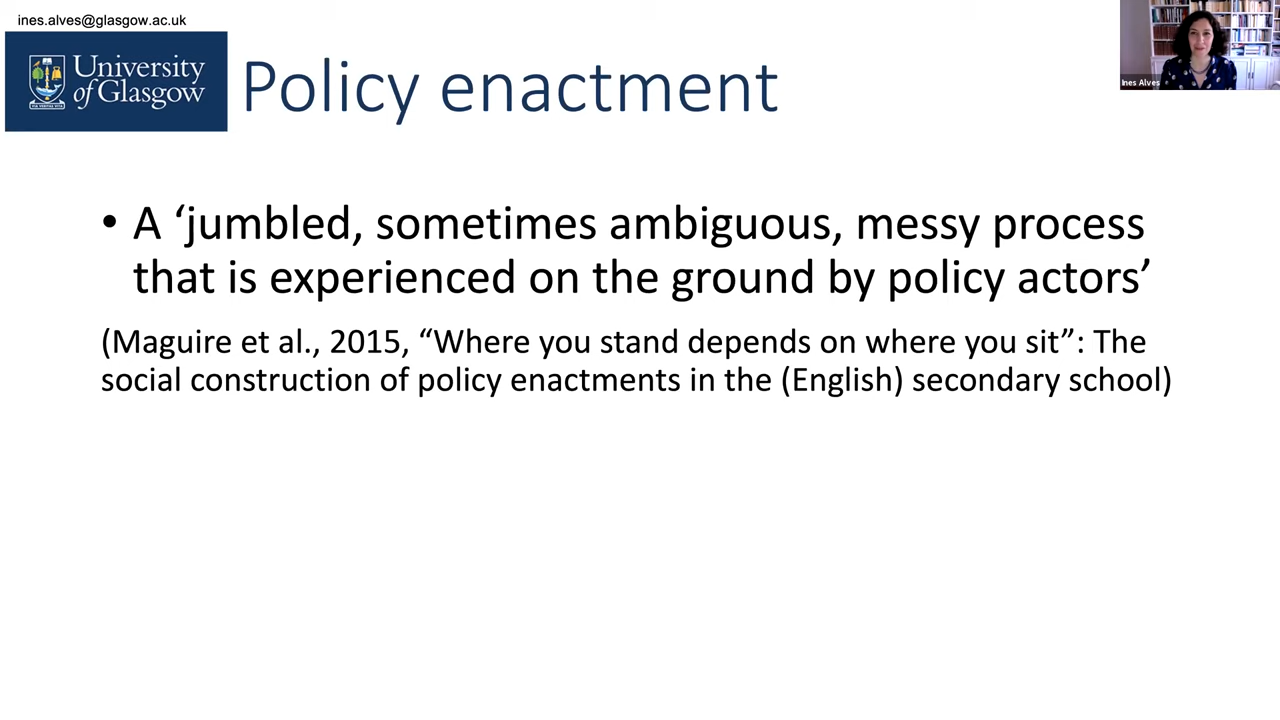 ines.alves@glasgow.ac.uk
University
of Glasgow
Policy enactment
Ines Alves
• A ‘jumbled, sometimes ambiguous, messy process
that is experienced on the ground by policy actors’
(Maguire et al., 2015, “Where you stand depends on where you sit”: The
social construction of policy enactments in the (English) secondary school)